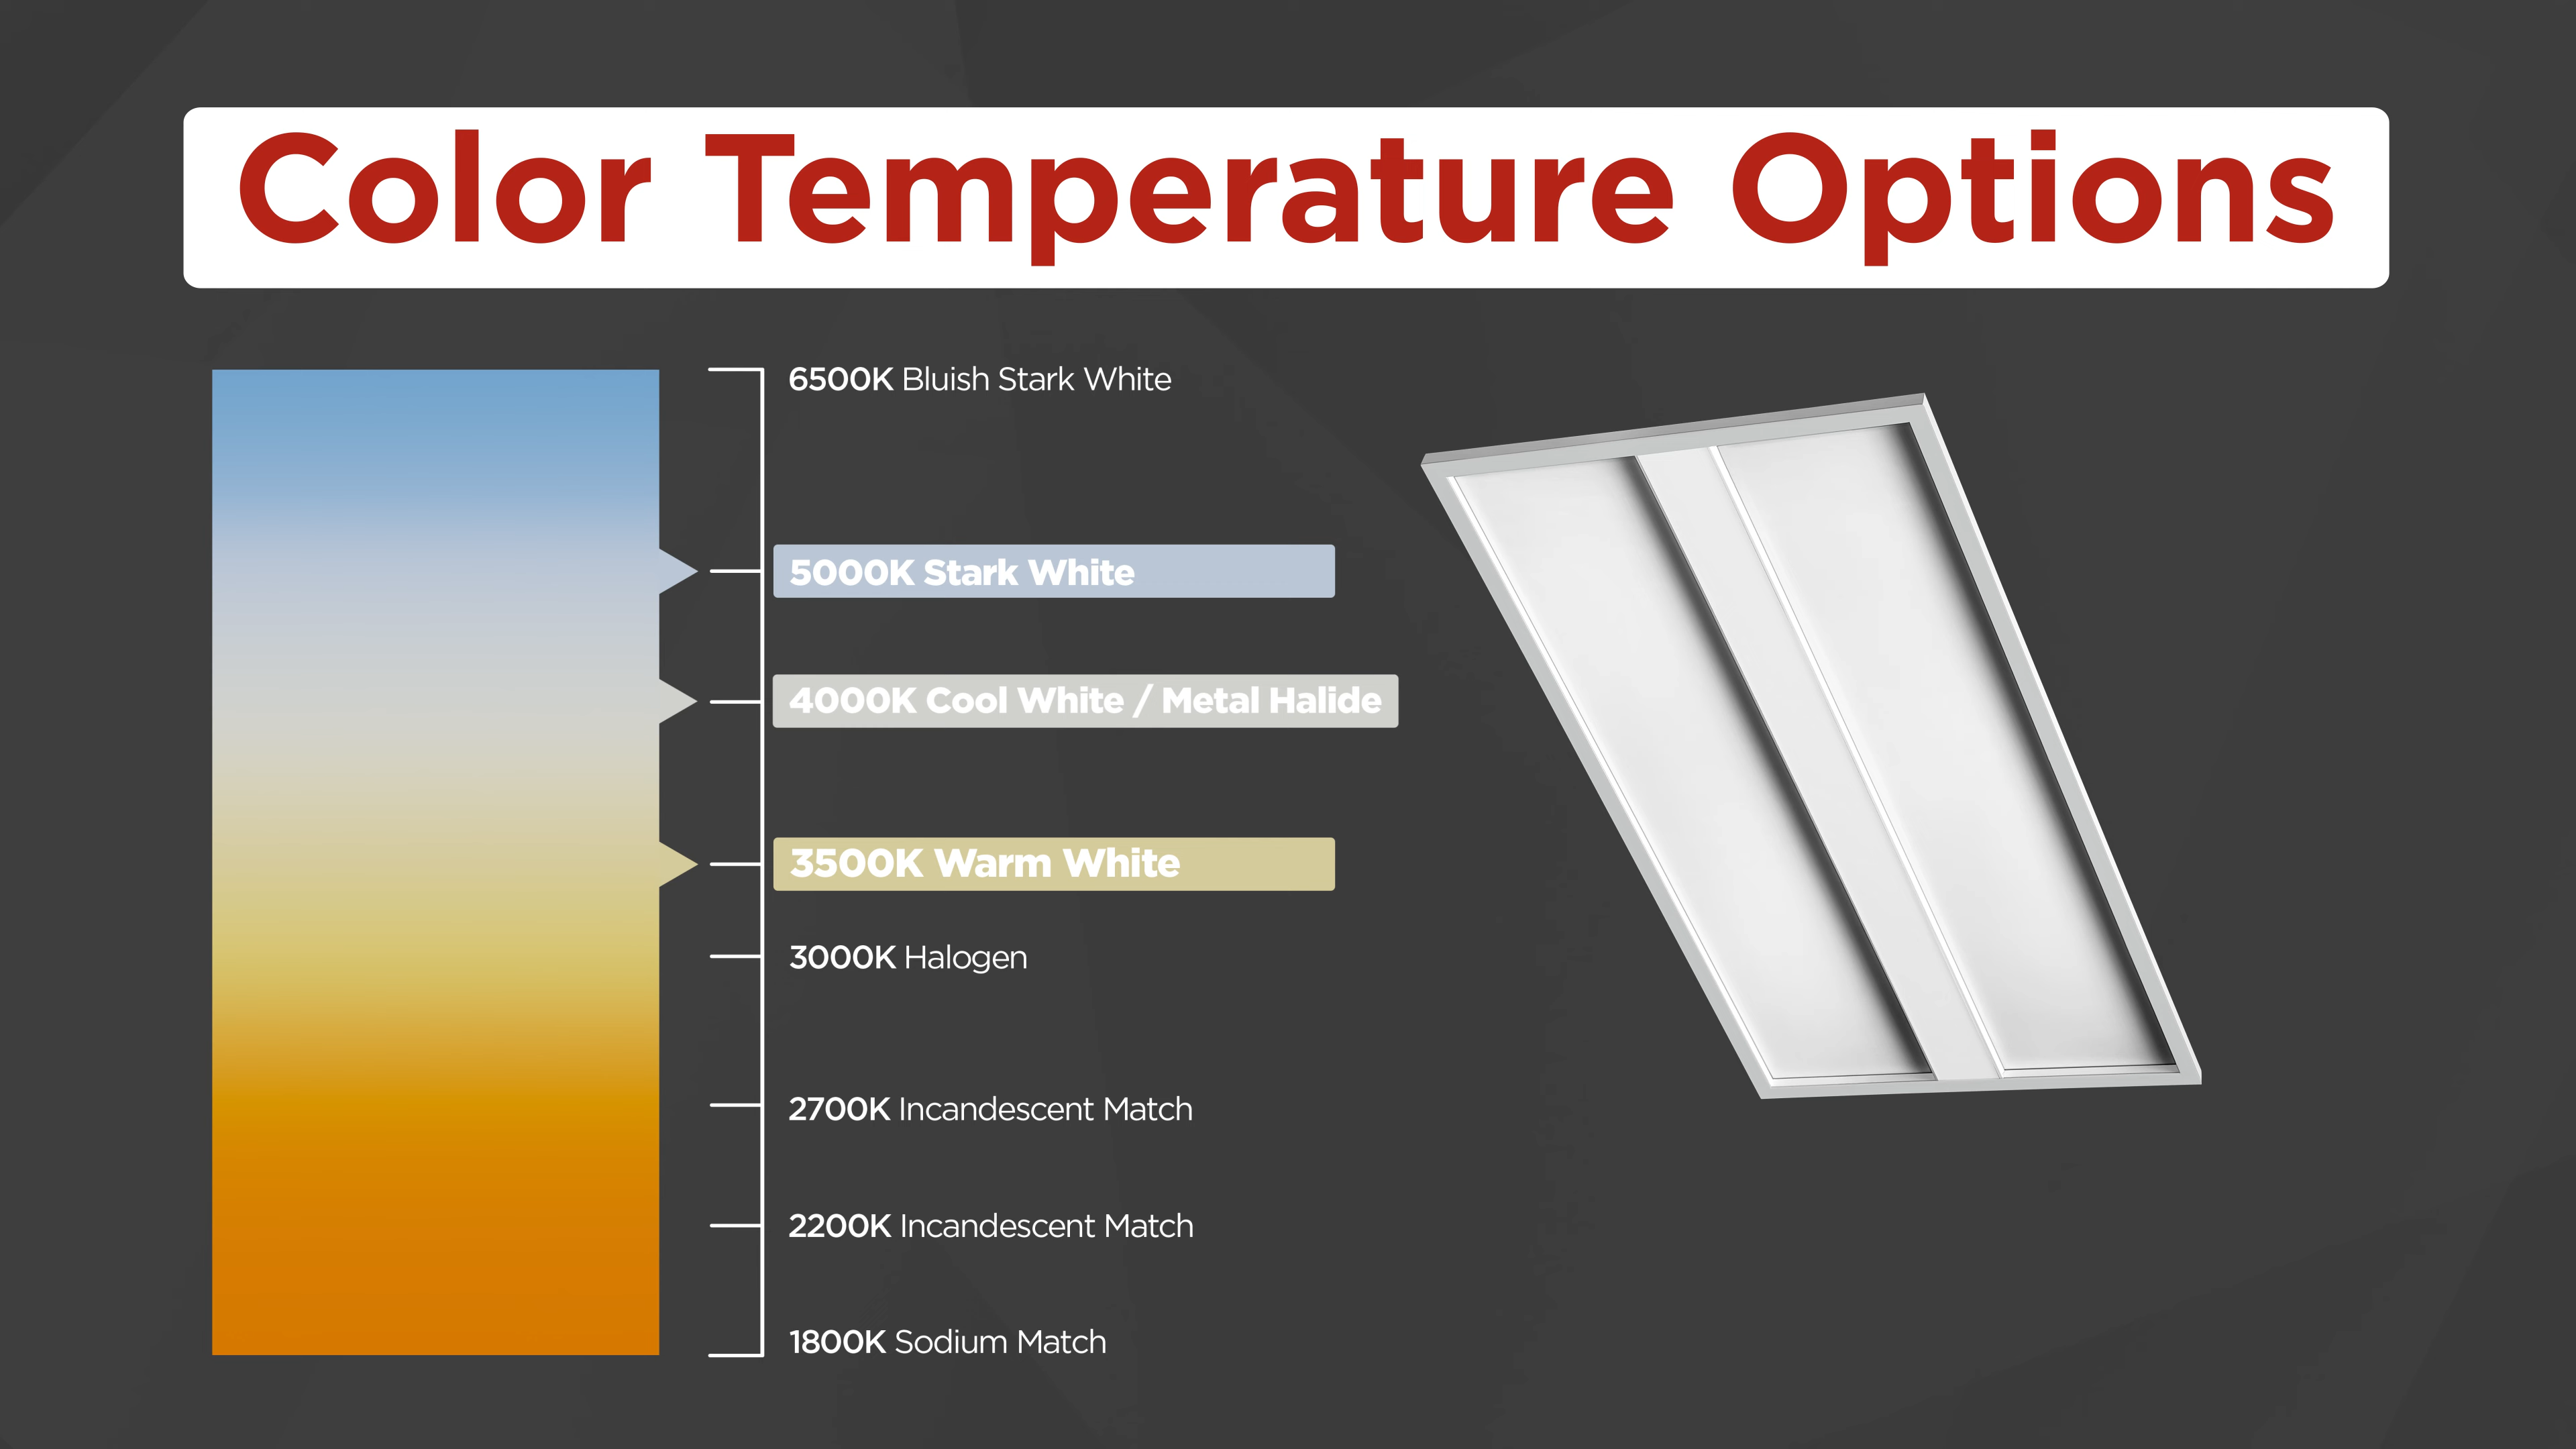 Color Temperature Options
6500K Bluish Stark White
5000K Stark White
4000K Cool White / Metal Halide
3500K Warm White
3000K Halogen
2700K Incandescent Match
2200K Incandescent Match
1800K Sodium Match